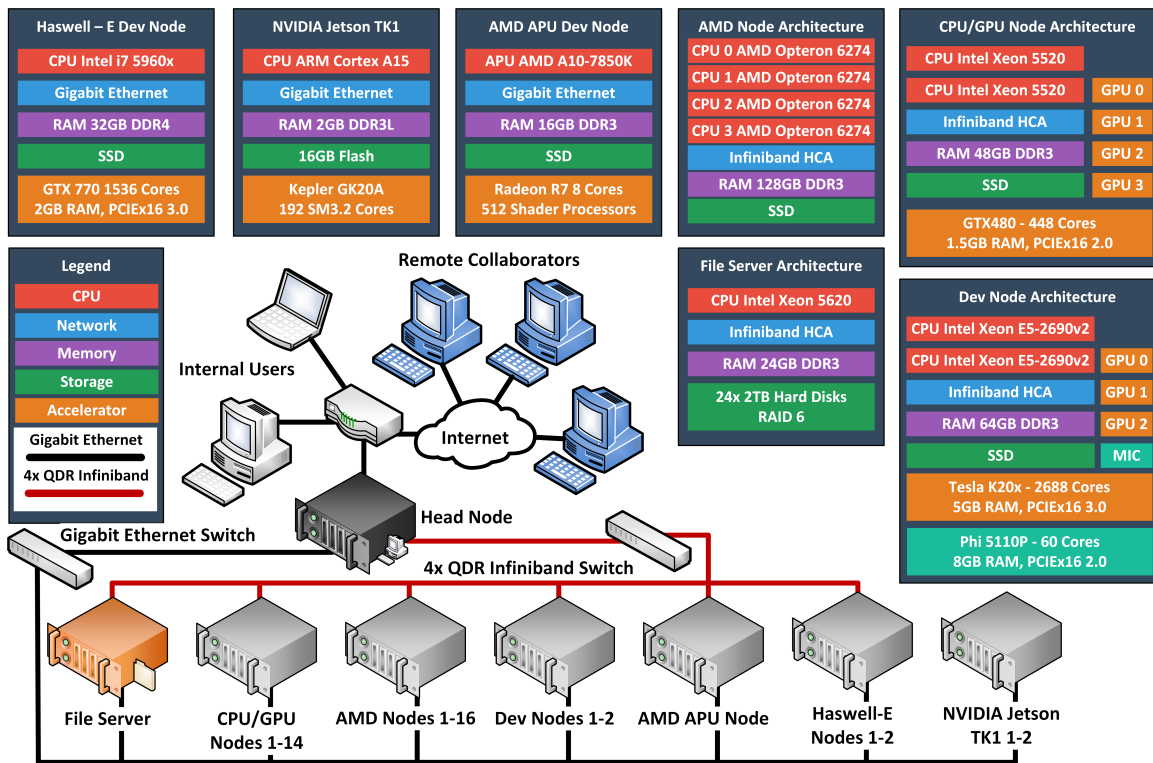 Haswell – E Dev Node
CPU Intel i7 5960x
Gigabit Ethernet
RAM 32GB DDR4
SSD
GTX 770 1536 Cores
2GB RAM, PCIEx16 3.0
NVIDIA Jetson TK1
CPU ARM Cortex A15
Gigabit Ethernet
RAM 2GB DDR3L
16GB Flash
Kepler GK20A
192 SM3.2 Cores
AMD APU Dev Node
APU AMD A10-7850K
Gigabit Ethernet
RAM 16GB DDR3
SSD
Radeon R7 8 Cores
512 Shader Processors
AMD Node Architecture
CPU 0 AMD Opteron 6274
CPU 1 AMD Opteron 6274
CPU 2 AMD Opteron 6274
CPU 3 AMD Opteron 6274
Infiniband HCA
RAM 128GB DDR3
SSD
CPU/GPU Node Architecture
CPU Intel Xeon 5520
CPU Intel Xeon 5520
GPU 0
Infiniband HCA
GPU 1
RAM 48GB DDR3
GPU 2
SSD
GPU 3
GTX480 - 448 Cores
1.5GB RAM, PCIEx16 2.0
Legend
CPU
Network
Memory
Storage
Accelerator
Gigabit Ethernet
4x QDR Infiniband
Remote Collaborators
Internal Users
Internet
File Server Architecture
CPU Intel Xeon 5620
Infiniband HCA
RAM 24GB DDR3
24x 2TB Hard Disks
RAID 6
Dev Node Architecture
CPU Intel Xeon E5-2690v2
CPU Intel Xeon E5-2690v2
GPU 0
Infiniband HCA
GPU 1
RAM 64GB DDR3
GPU 2
SSD
MIC
Tesla K20x - 2688 Cores
5GB RAM, PCIEx16 3.0
Phi 5110P - 60 Cores
8GB RAM, PCIEx16 2.0
Head Node
Gigabit Ethernet Switch
4x QDR Infiniband Switch
File Server
CPU/GPU
Nodes 1-14
AMD Nodes 1-16
Dev Nodes 1-2
AMD APU Node
Haswell-E
Nodes 1-2
NVIDIA Jetson
TK1 1-2